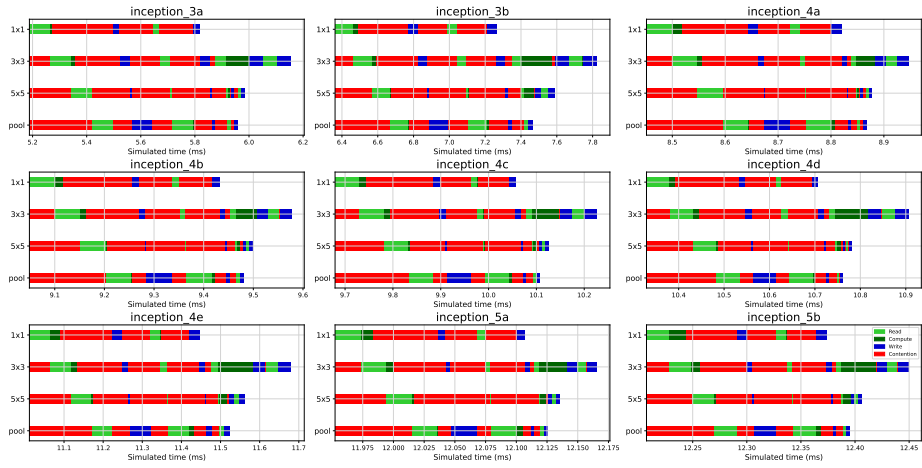 inception_3a
inception_3b
inception_4a
1x1
3x3
5x5
pool
5.2 5.4 5.6 5.8 6.0 6.2
Simulated time (ms)
1x1
3x3
5x5
pool
6.4 6.6 6.8 7.0 7.2 7.4 7.6 7.8
Simulated time (ms)
1x1
3x3
5x5
pool
8.5 8.6 8.7 8.8 8.9
Simulated time (ms)
inception_4b
inception_4c
inception_4d
1x1
3x3
5x5
pool
9.1 9.2 9.3 9.4 9.5 9.6
Simulated time (ms)
1x1
3x3
5x5
pool
9.7 9.8 9.9 10.0 10.1 10.2
Simulated time (ms)
1x1
3x3
5x5
pool
10.4 10.5 10.6 10.7 10.8 10.9
Simulated time (ms)
inception_4e
inception_5a
inception_5b
1x1
3x3
5x5
pool
11.1 11.2 11.3 11.4 11.5 11.6 11.7
Simulated time (ms)
1x1
3x3
5x5
pool
11.975 12.000 12.025 12.050 12.075 12.100 12.125 12.150 12.175
Simulated time (ms)
1x1
3x3
5x5
pool
12.25 12.30 12.35 12.40 12.45
Simulated time (ms)
Read
Compute
Write
Contention